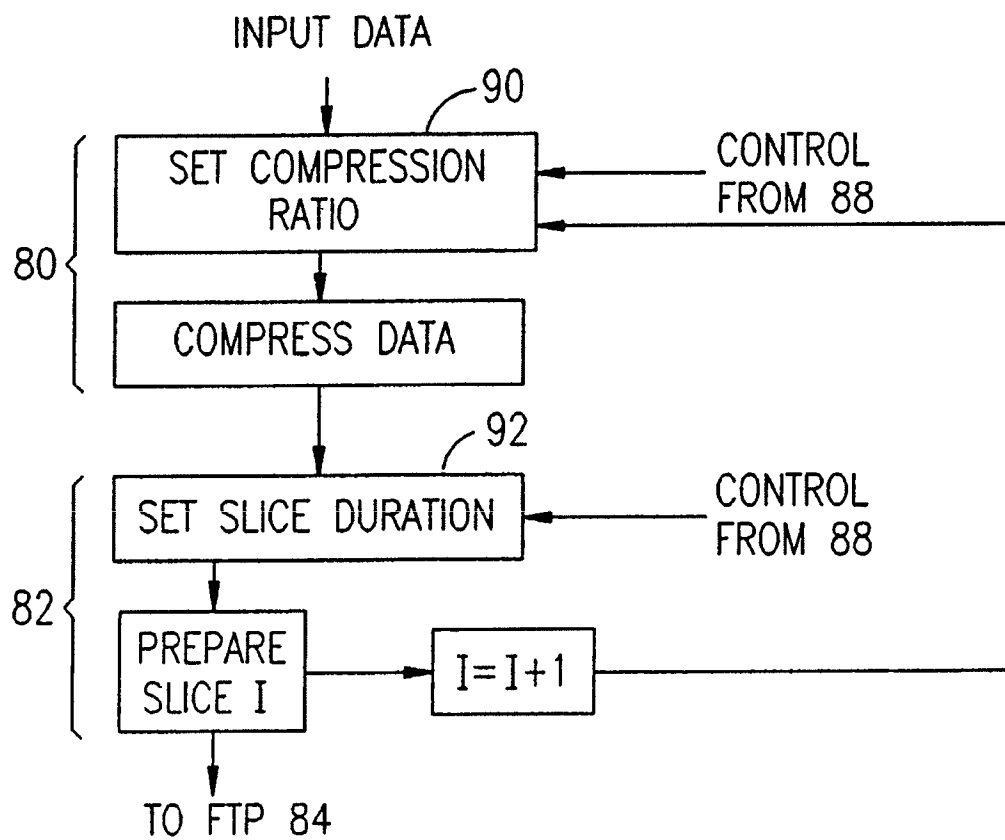 INPUT DATA
90
SET COMPRESSION
RATIO
CONTROL
FROM 88
80
COMPRESS DATA
92
SET SLICE DURATION
CONTROL
FROM 88
82
PREPARE
SLICE I
I=I+1
TO FTP 84